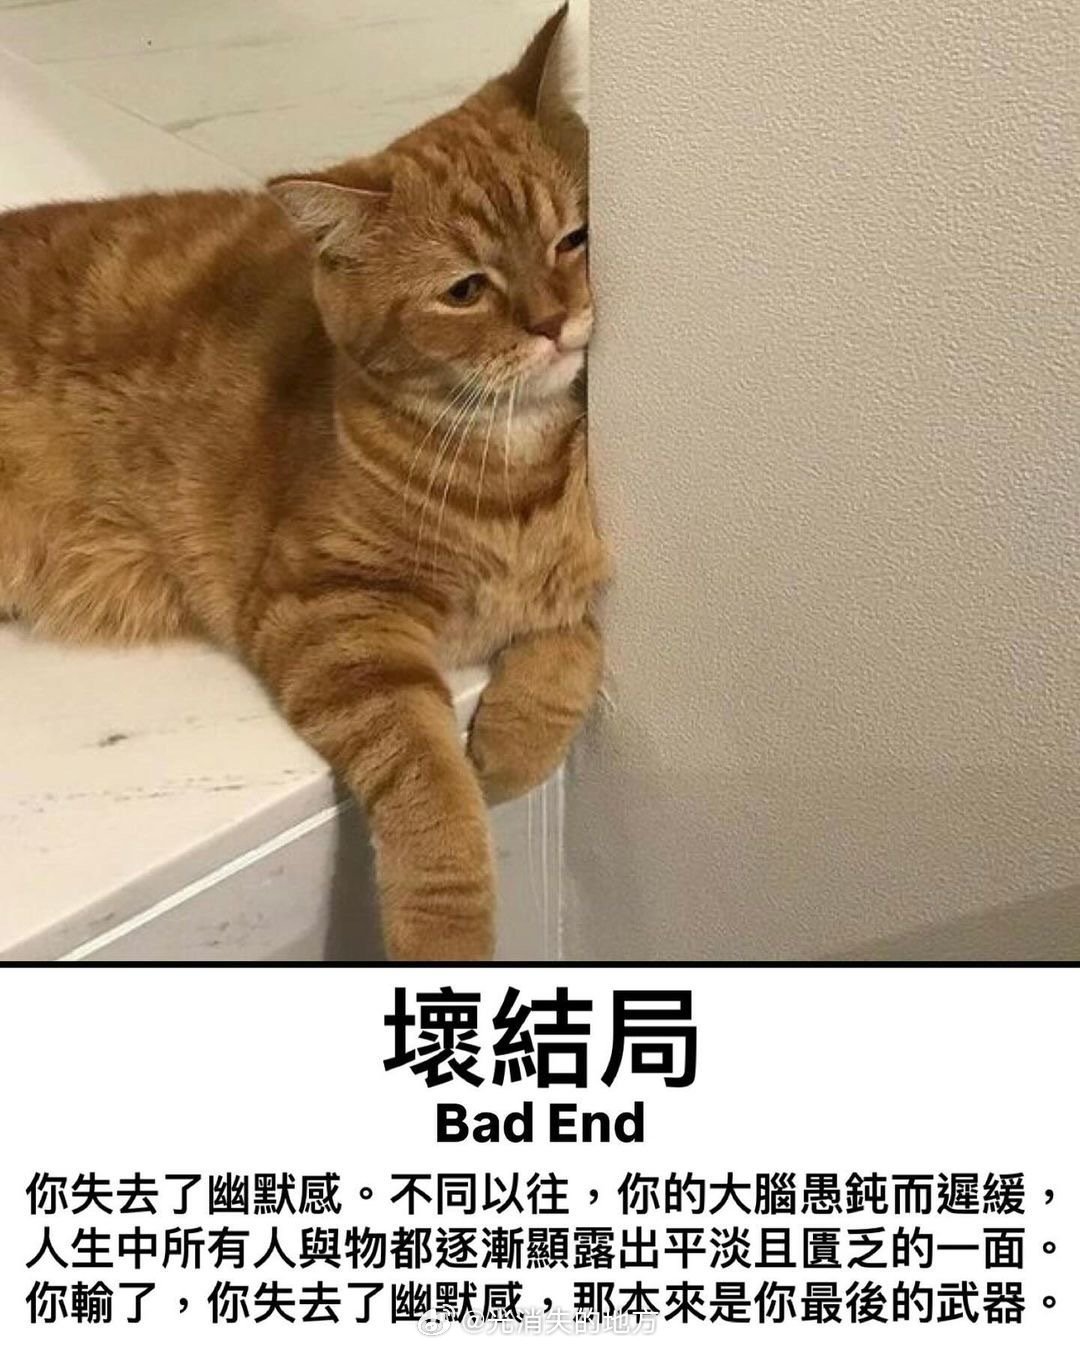 壞結局
Bad End
你失去了幽默感。不同以往，你的大腦愚鈍而遲緩，
人生中所有人與物都逐漸顯露出平淡且匱乏的一面。
你輸了，你失去了幽默感，那本來是你最後的武器。
@光消失的地方